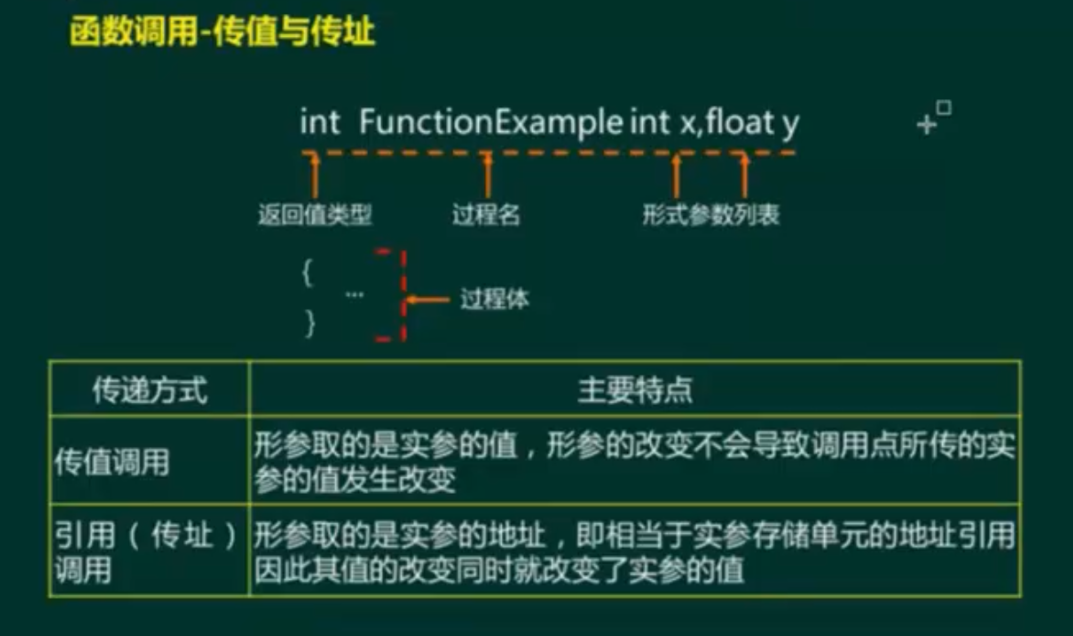 函数调用-传值与传址
int FunctionExample int x,float y
返回值类型 过程名 形式参数列表
{
... 过程体
}
传递方式 主要特点
传值调用
形参取的是实参的值，形参的改变不会导致调用点所传的实
参的值发生改变
引用（传址）
调用
形参取的是实参的地址，即相当于实参存储单元的地址引用
因此其值的改变同时就改变了实参的值